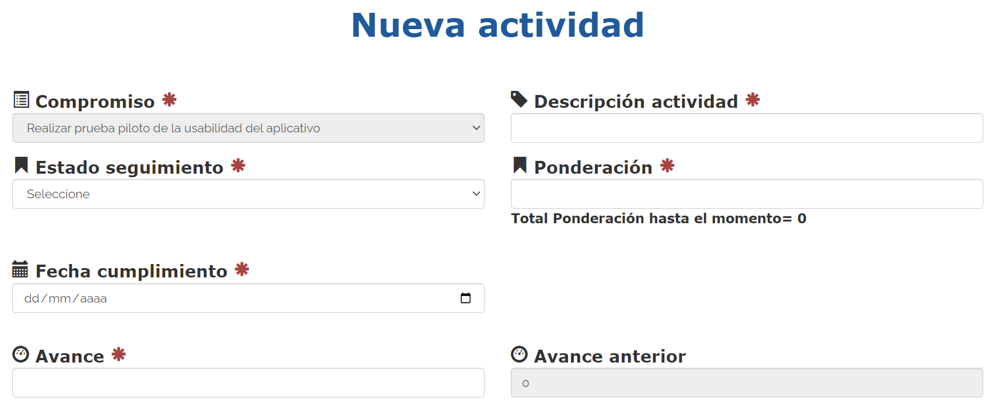 Nueva actividad
Compromiso *
Descripción actividad *
Realizar prueba piloto de la usabilidad del aplicativo
Estado seguimiento *
Ponderación *
Seleccione
Total Ponderación hasta el momento= 0
Fecha cumplimiento *
dd/mm/aaaa
Avance *
Avance anterior
0